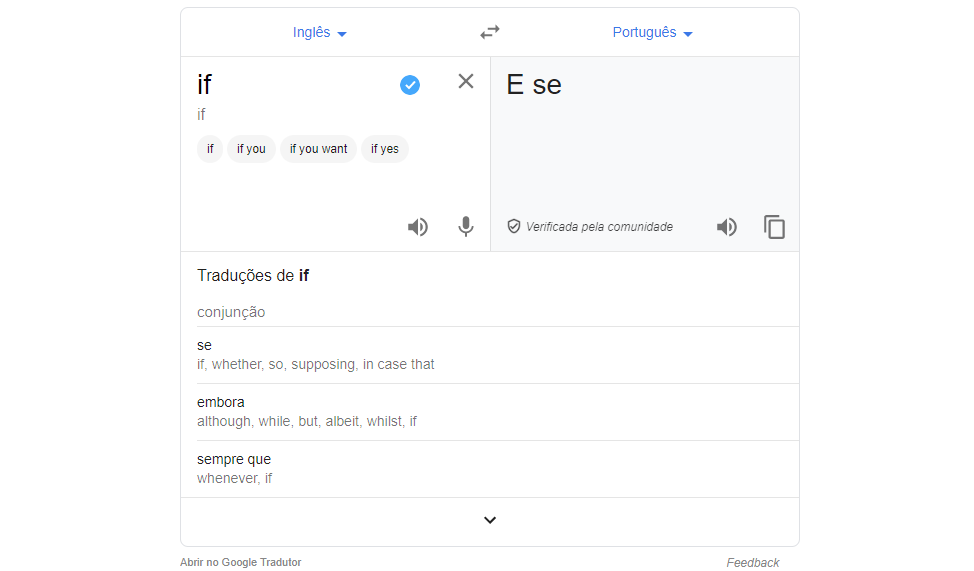 Inglês Português
if E se
if
if if you if you want if yes
Verificada pela comunidade
Traduções de if
conjunção
se
if, whether, so, supposing, in case that
embora
although, while, but, albeit, whilst, if
sempre que
whenever, if
Abrir no Google Tradutor Feedback